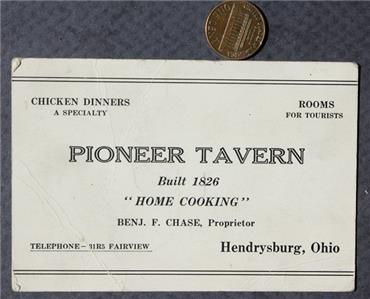 CHICKEN DINNERS
A SPECIALTY
ROOMS
FOR TOURISTS
PIONEER TAVERN
Built 1826
"HOME COOKING"
BENJ. F. CHASE, Proprietor
TELEPHONE - 31R5 FAIRVIEW
Hendrysburg, Ohio